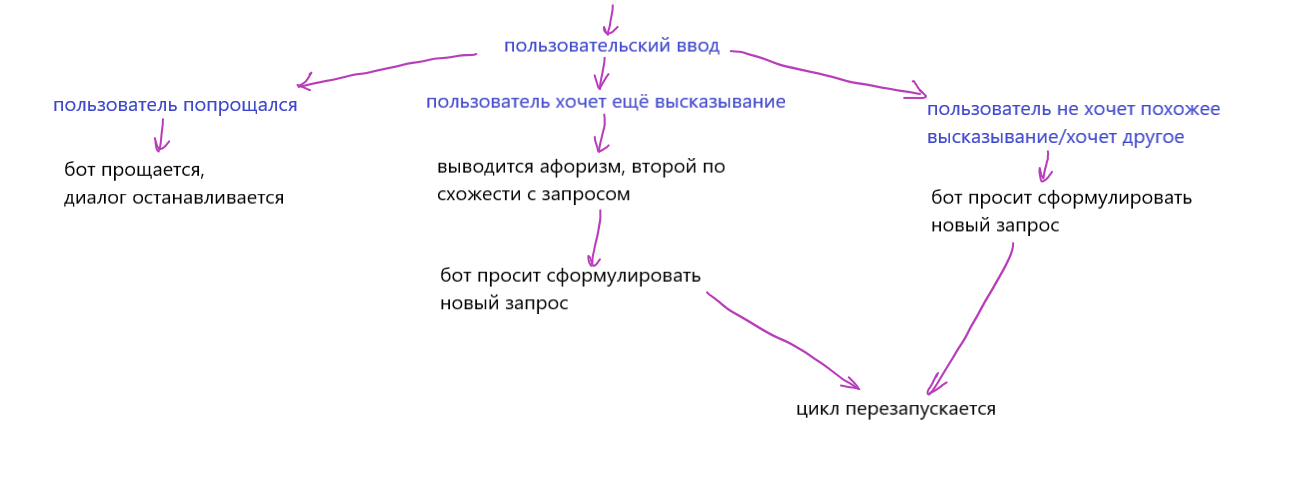 пользовательский ввод
пользователь попрощался
бот прощается,
диалог останавливается
пользователь хочет ещё высказывание
выводится афоризм, второй по
схожести с запросом
бот просит сформулировать
новый запрос
пользователь не хочет похожее
высказывание/хочет другое
бот просит сформулировать
новый запрос
цикл перезапускается